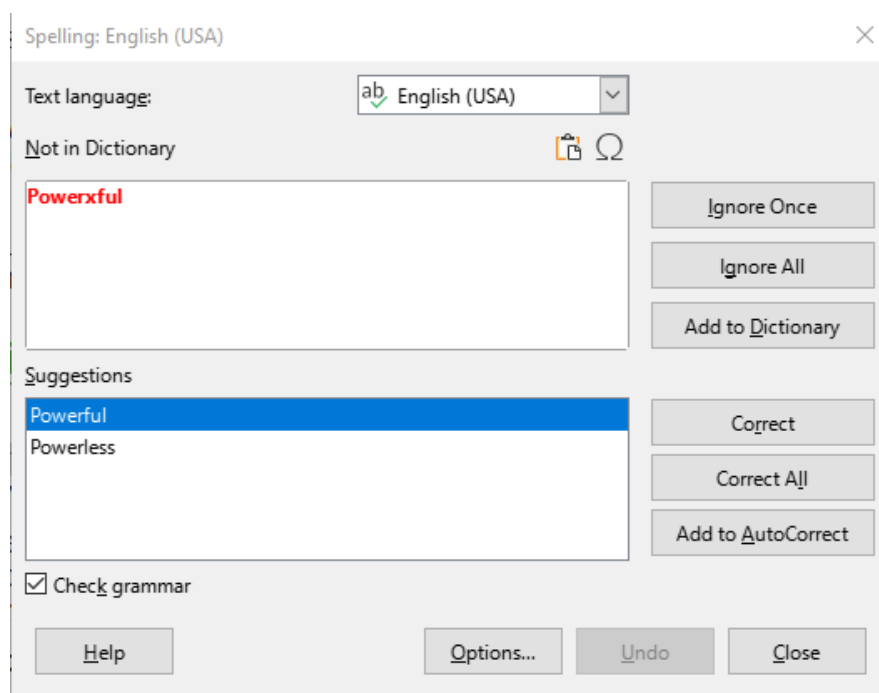 Spelling: English (USA)
Text language:
English (USA)
Not in Dictionary
Powerxful
Ignore Once
Ignore All
Add to Dictionary
Suggestions
Powerful
Powerless
Correct
Correct All
Add to AutoCorrect
Check grammar
Help
Options...
Undo
Close